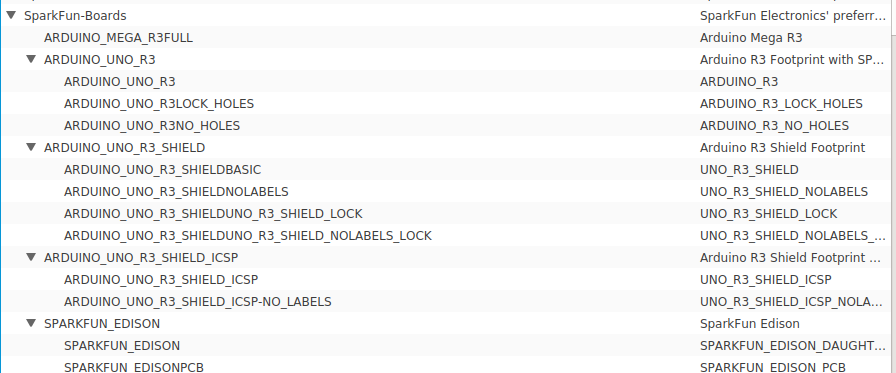 SparkFun-Boards SparkFun Electronics' preferr...
ARDUINO_MEGA_R3FULL Arduino Mega R3
ARDUINO_UNO_R3 Arduino R3 Footprint with SP...
ARDUINO_UNO_R3 ARDUINO_R3
ARDUINO_UNO_R3LOCK_HOLES ARDUINO_R3_LOCK_HOLES
ARDUINO_UNO_R3NO_HOLES ARDUINO_R3_NO_HOLES
ARDUINO_UNO_R3_SHIELD Arduino R3 Shield Footprint
ARDUINO_UNO_R3_SHIELDBASIC UNO_R3_SHIELD
ARDUINO_UNO_R3_SHIELDNOLABELS UNO_R3_SHIELD_NOLABELS
ARDUINO_UNO_R3_SHIELDUNO_R3_SHIELD_LOCK UNO_R3_SHIELD_LOCK
ARDUINO_UNO_R3_SHIELDUNO_R3_SHIELD_NOLABELS_LOCK UNO_R3_SHIELD_NOLABELS_...
ARDUINO_UNO_R3_SHIELD_ICSP Arduino R3 Shield Footprint ...
ARDUINO_UNO_R3_SHIELD_ICSP UNO_R3_SHIELD_ICSP
ARDUINO_UNO_R3_SHIELD_ICSP-NO_LABELS UNO_R3_SHIELD_ICSP_NOLA...
SPARKFUN_EDISON SparkFun Edison
SPARKFUN_EDISON SPARKFUN_EDISON_DAUGHT...
SPARKFUN_EDISONPCB SPARKFUN_EDISON_PCB